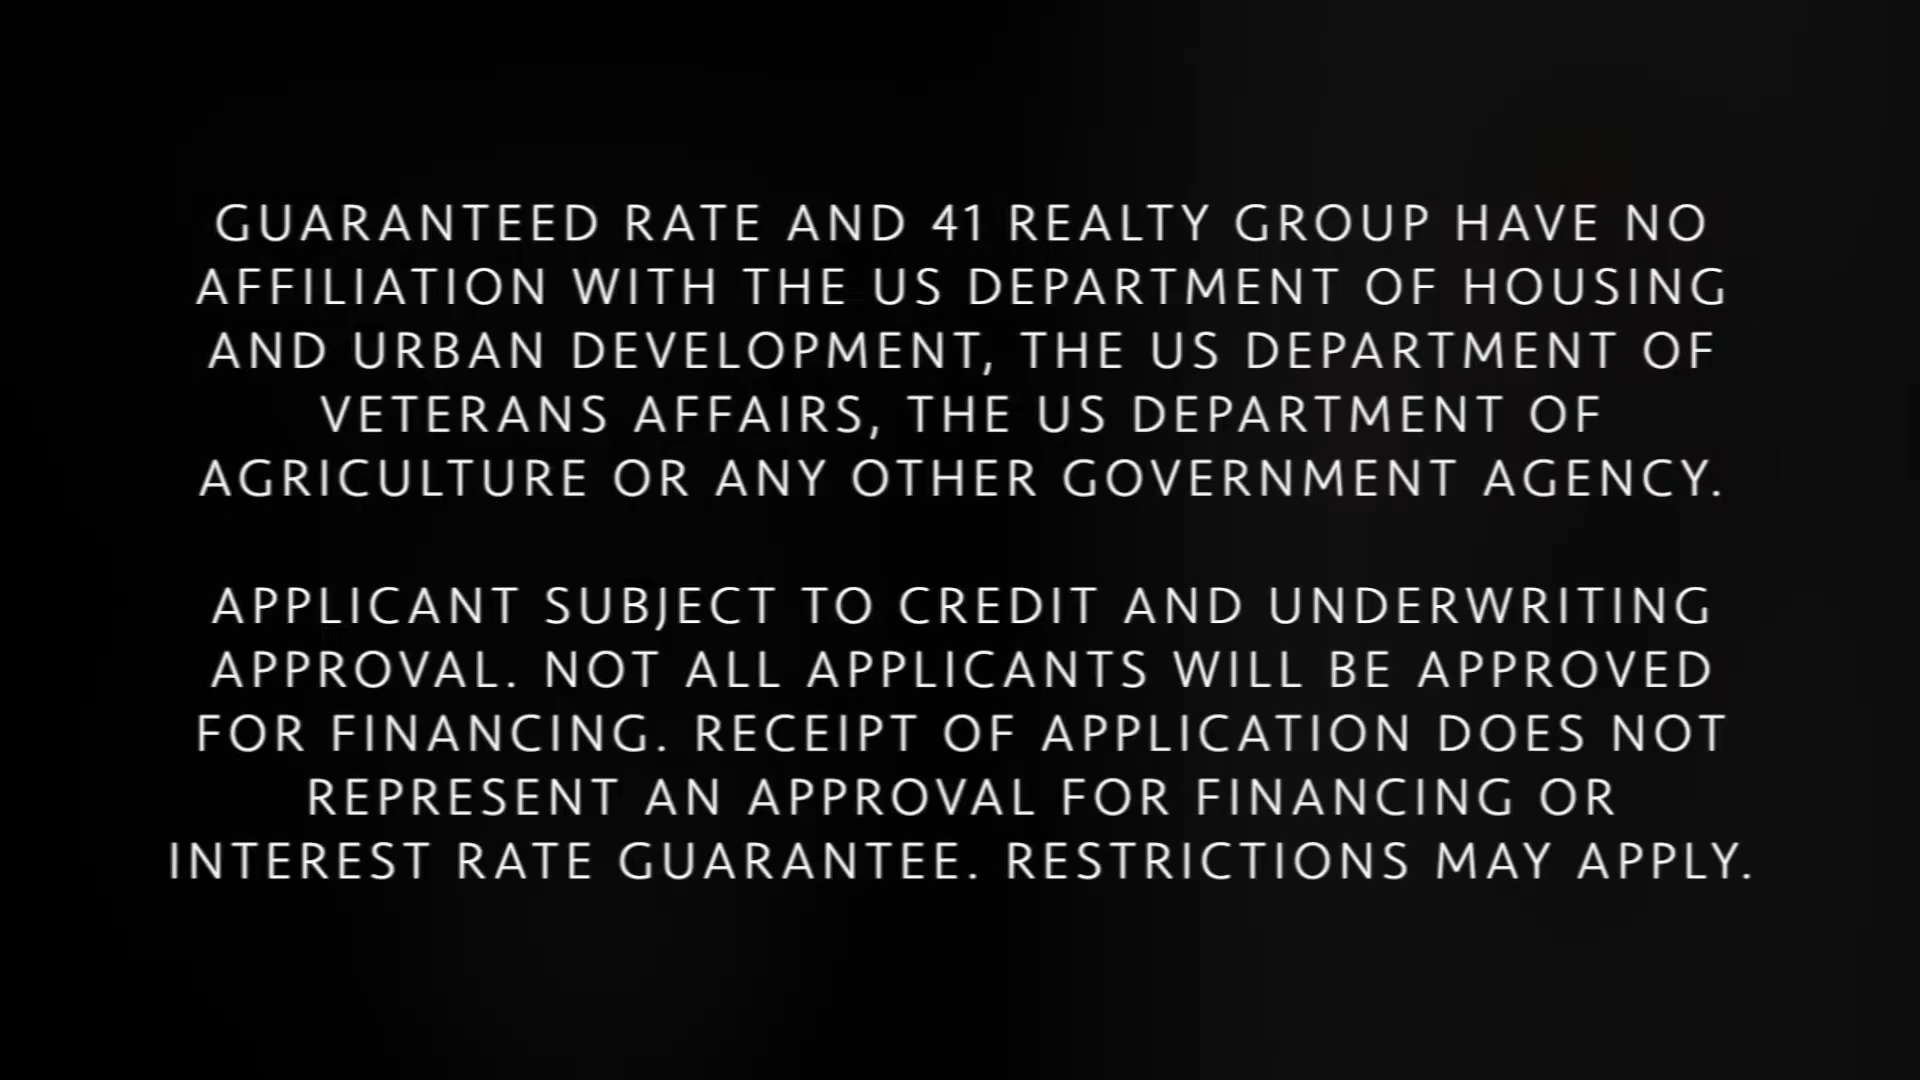 GUARANTEED RATE AND 41 REALTY GROUP HAVE NO
AFFILIATION WITH THE US DEPARTMENT OF HOUSING
AND URBAN DEVELOPMENT, THE US DEPARTMENT OF
VETERANS AFFAIRS, THE US DEPARTMENT OF
AGRICULTURE OR ANY OTHER GOVERNMENT AGENCY.
APPLICANT SUBJECT TO CREDIT AND UNDERWRITING
APPROVAL. NOT ALL APPLICANTS WILL BE APPROVED
FOR FINANCING. RECEIPT OF APPLICATION DOES NOT
REPRESENT AN APPROVAL FOR FINANCING OR
INTEREST RATE GUARANTEE. RESTRICTIONS MAY APPLY.